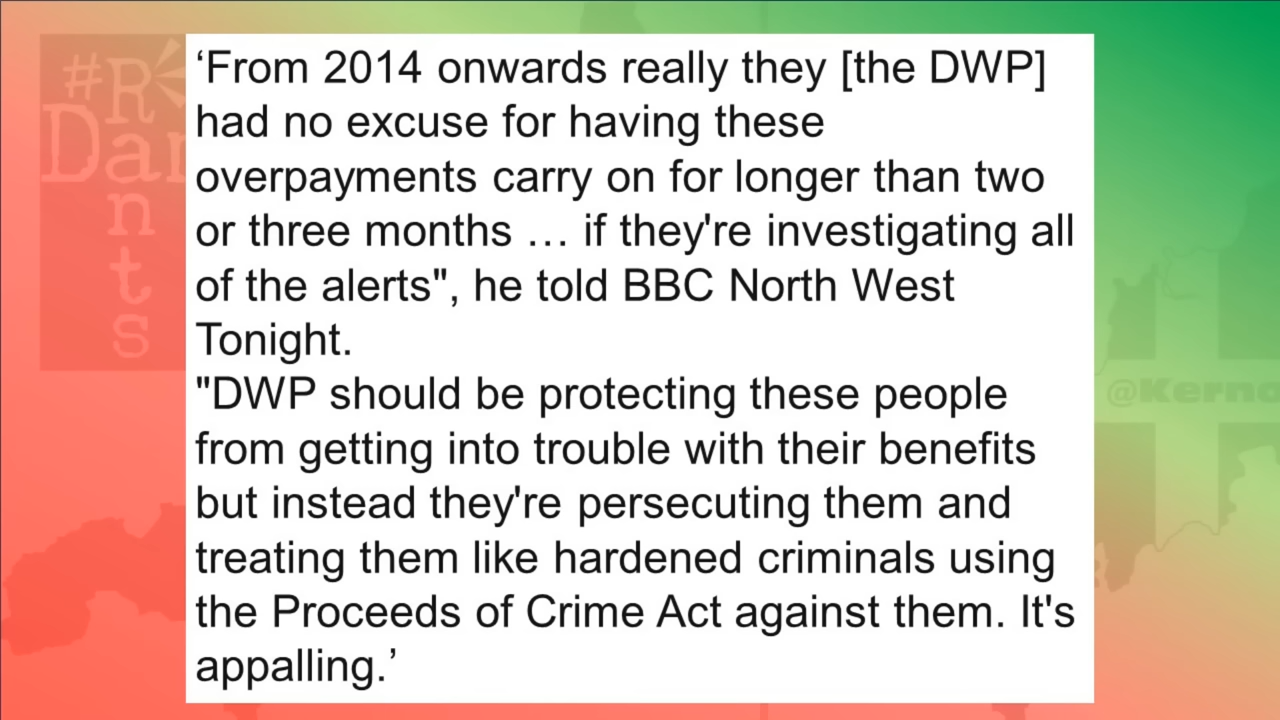 #R
Dan
n
t
s
‘From 2014 onwards really they [the DWP]
had no excuse for having these
overpayments carry on for longer than two
or three months … if they're investigating all
of the alerts", he told BBC North West
Tonight.
"DWP should be protecting these people
from getting into trouble with their benefits
but instead they're persecuting them and
treating them like hardened criminals using
the Proceeds of Crime Act against them. It's
appalling.’
@Kerno